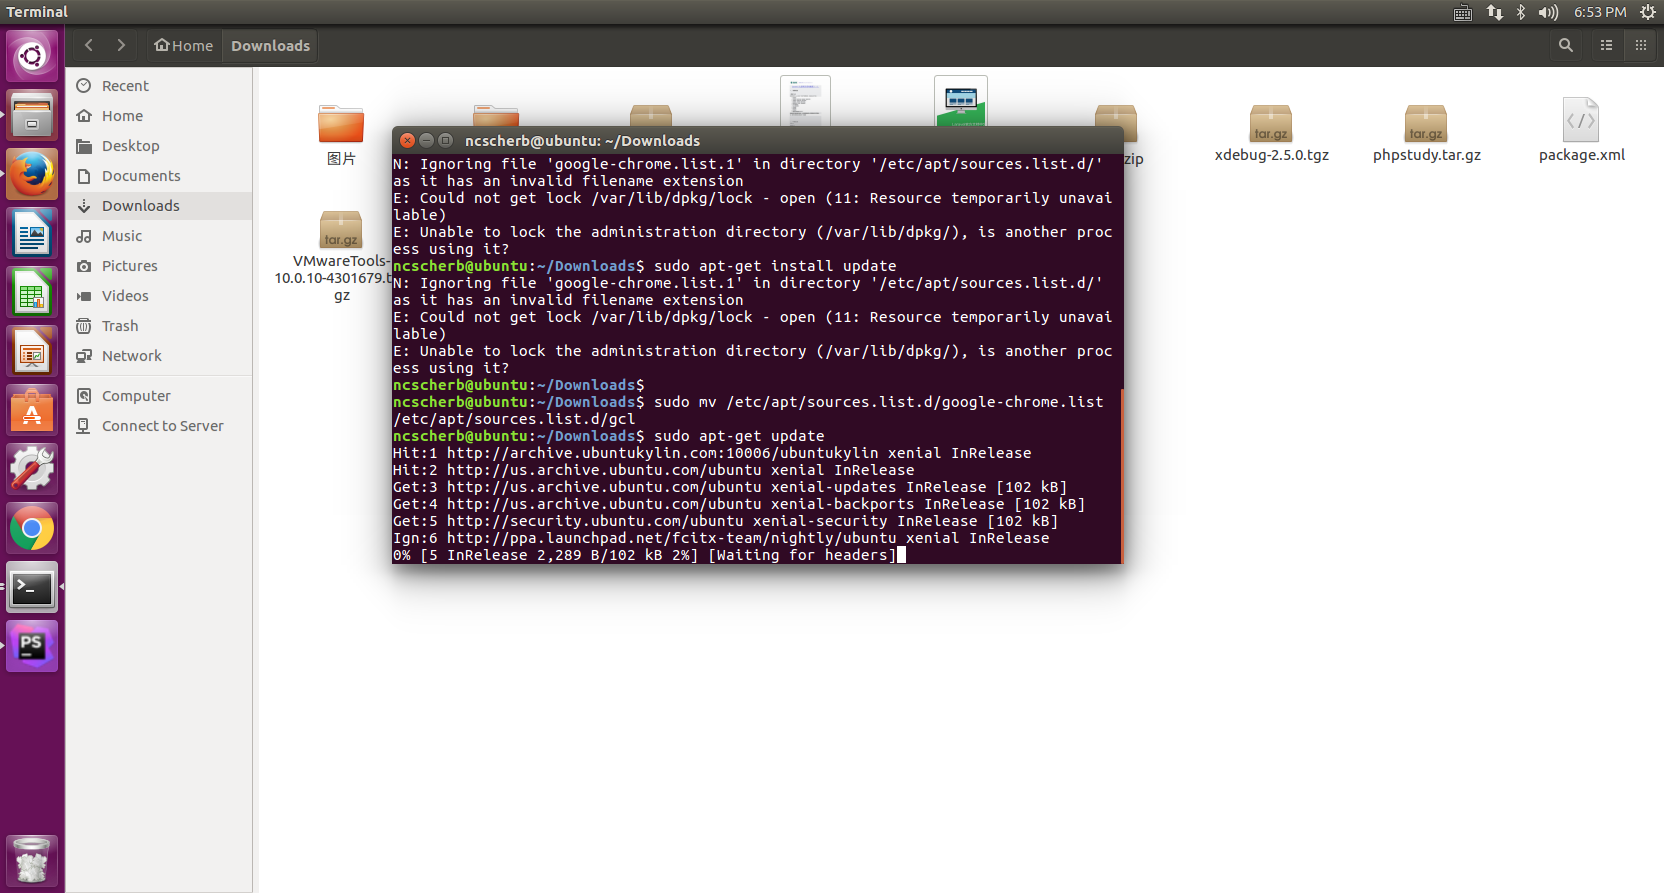 Terminal
6:53 PM
Home
Downloads
Recent
Home
Desktop
Documents
Downloads
Music
Pictures
Videos
Trash
Network
Computer
Connect to Server
图片
zip
tar.gz
xdebug-2.5.0.tgz
tar.gz
phpstudy.tar.gz
package.xml
tar.gz
VMwareTools-
10.0.10-4301679.t
gz
PS
ncscherb@ubuntu: ~/Downloads
N: Ignoring file 'google-chrome.list.1' in directory '/etc/apt/sources.list.d/'
as it has an invalid filename extension
E: Could not get lock /var/lib/dpkg/lock - open (11: Resource temporarily unavai
lable)
E: Unable to lock the administration directory (/var/lib/dpkg/), is another proc
ess using it?
ncscherb@ubuntu:~/Downloads$ sudo apt-get install update
N: Ignoring file 'google-chrome.list.1' in directory '/etc/apt/sources.list.d/'
as it has an invalid filename extension
E: Could not get lock /var/lib/dpkg/lock - open (11: Resource temporarily unavai
lable)
E: Unable to lock the administration directory (/var/lib/dpkg/), is another proc
ess using it?
ncscherb@ubuntu:~/Downloads$
ncscherb@ubuntu:~/Downloads$ sudo mv /etc/apt/sources.list.d/google-chrome.list
/etc/apt/sources.list.d/gcl
ncscherb@ubuntu:~/Downloads$ sudo apt-get update
Hit:1 http://archive.ubuntukylin.com:10006/ubuntukylin xenial InRelease
Hit:2 http://us.archive.ubuntu.com/ubuntu xenial InRelease
Get:3 http://us.archive.ubuntu.com/ubuntu xenial-updates InRelease [102 kB]
Get:4 http://us.archive.ubuntu.com/ubuntu xenial-backports InRelease [102 kB]
Get:5 http://security.ubuntu.com/ubuntu xenial-security InRelease [102 kB]
Ign:6 http://ppa.launchpad.net/fcitx-team/nightly/ubuntu xenial InRelease
0% [5 InRelease 2,289 B/102 kB 2%] [Waiting for headers]